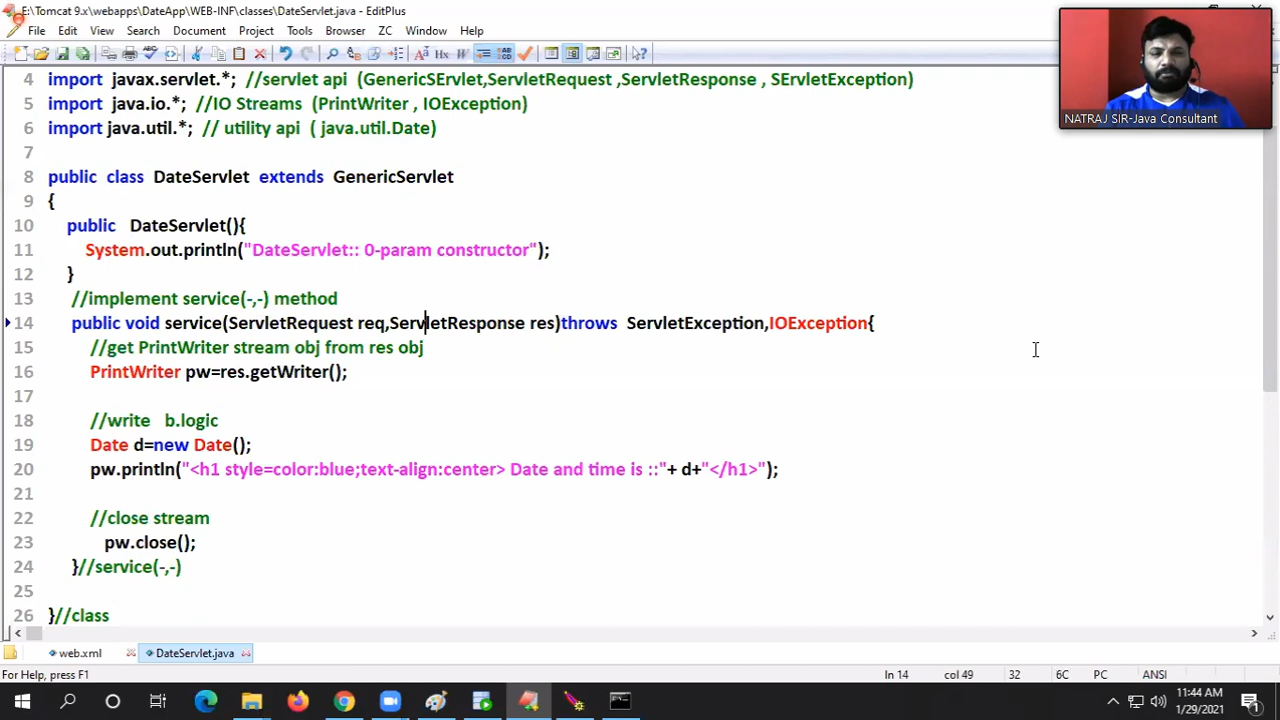 E:\Tomcat 9.x\webapps\DateApp\WEB-INF\classes\DateServlet.java - EditPlus
File Edit View Search Document Project Tools Browser ZC Window Help
4 import javax.servlet.*; //servlet api (GenericSErvlet,ServletRequest ,ServletResponse , SErvletException)
5 import java.io.*; //IO Streams (PrintWriter , IOException)
6 import java.util.*; // utility api ( java.util.Date)
7
8 public class DateServlet extends GenericServlet
9 {
10 public DateServlet(){
11 System.out.println("DateServlet:: 0-param constructor");
12 }
13 //implement service(-,-) method
14 public void service(ServletRequest req,ServletResponse res)throws ServletException,IOException{
15 //get PrintWriter stream obj from res obj
16 PrintWriter pw=res.getWriter();
17
18 //write b.logic
19 Date d=new Date();
20 pw.println("<h1 style=color:blue;text-align:center> Date and time is ::"+ d+"</h1>");
21
22 //close stream
23 pw.close();
24 }//service(-,-)
25
26 }//class
NATRAJ SIR-Java Consultant
web.xml DateServlet.java
For Help, press F1 ln 14 col 49 32 6C PC ANSI
11:44 AM
1/29/2021